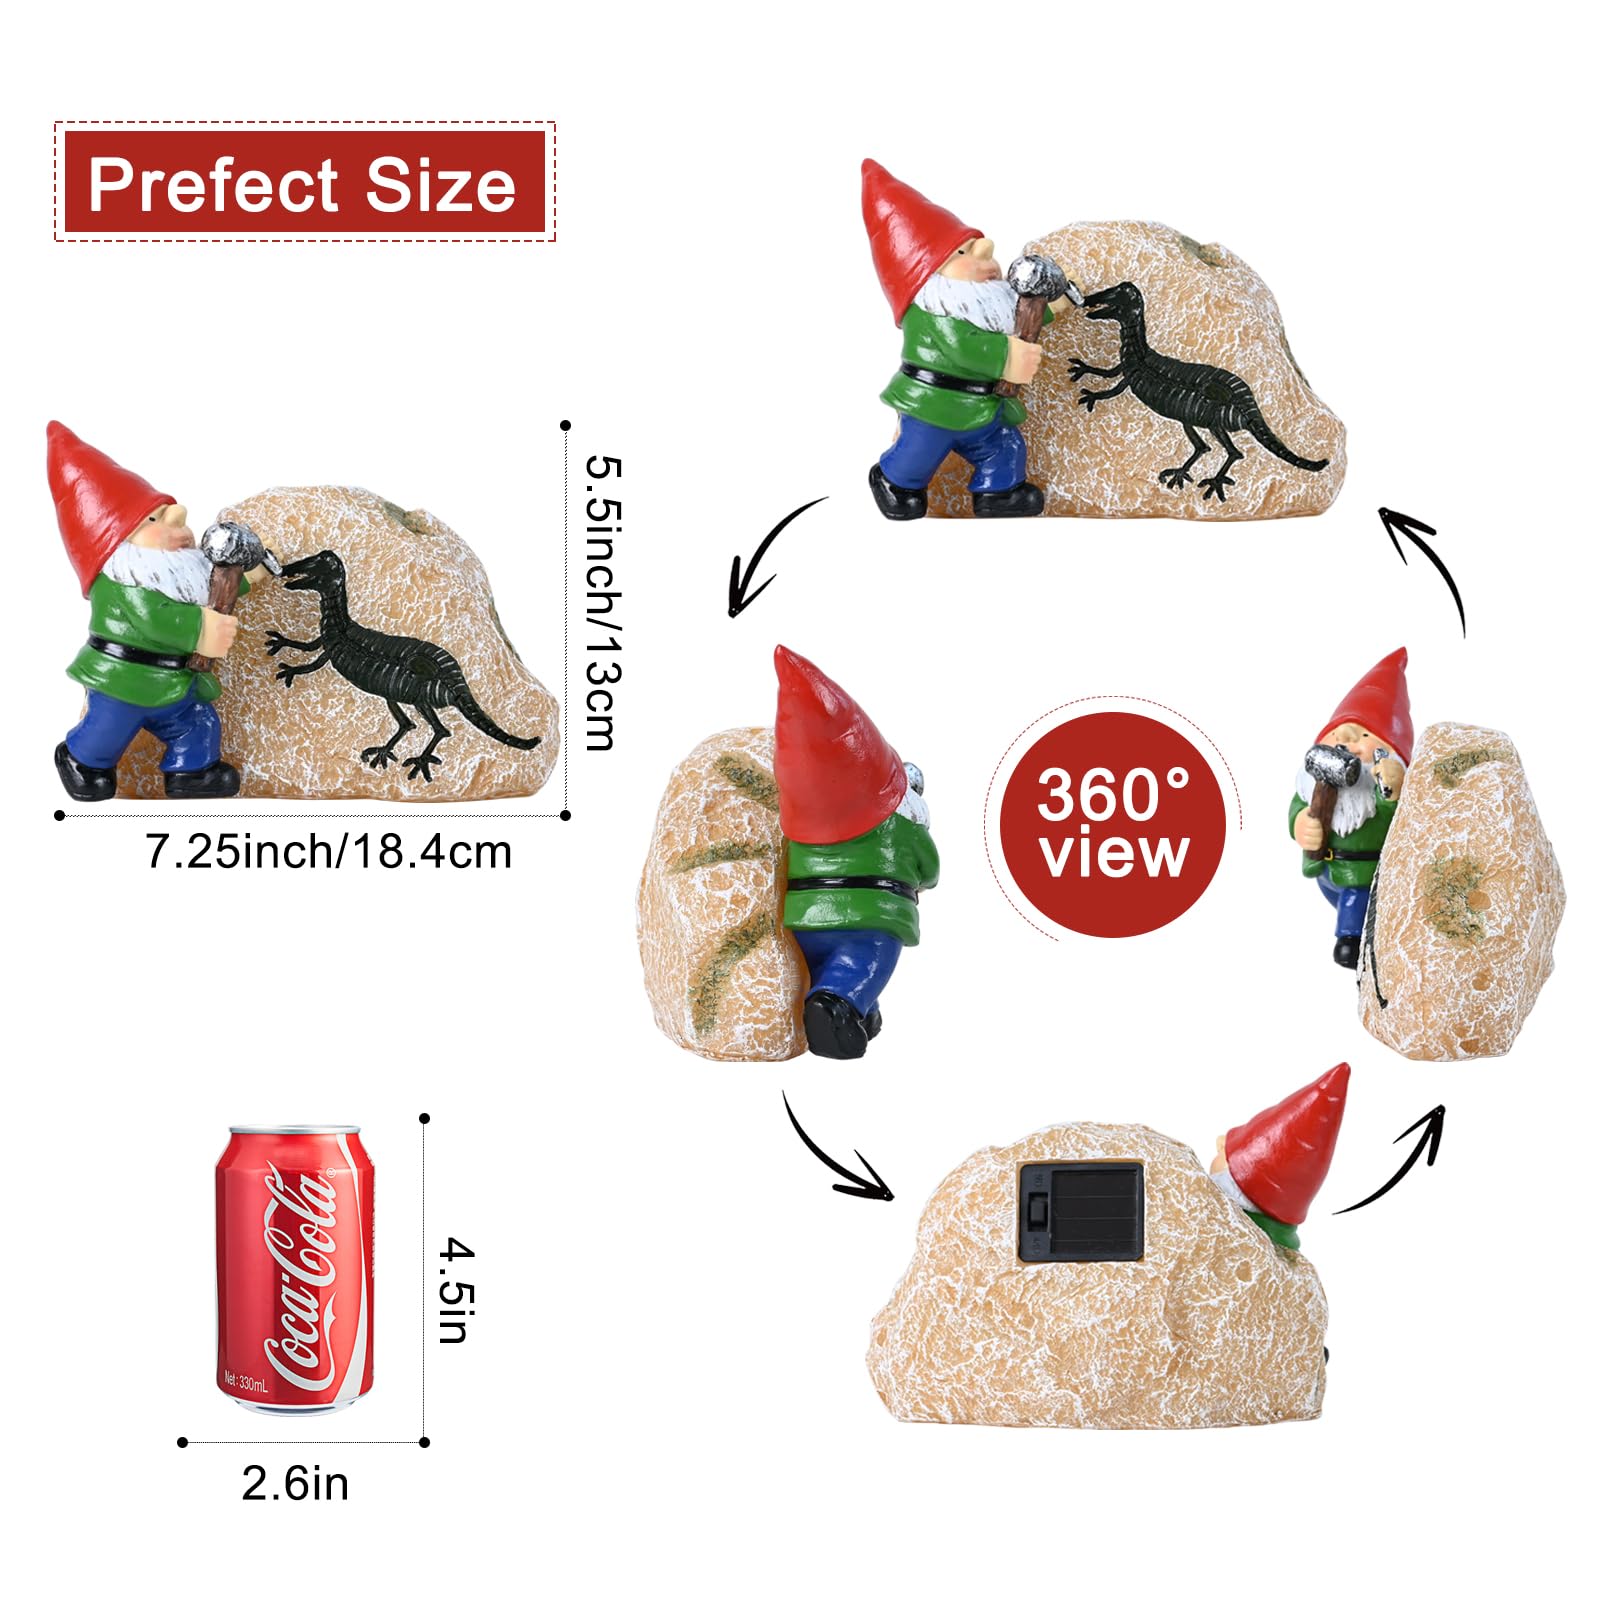 Prefect Size
5.5inch/13cm
7.25inch/18.4cm
360°
view
Coca-Cola®
Net:330mL
4.5in
2.6in